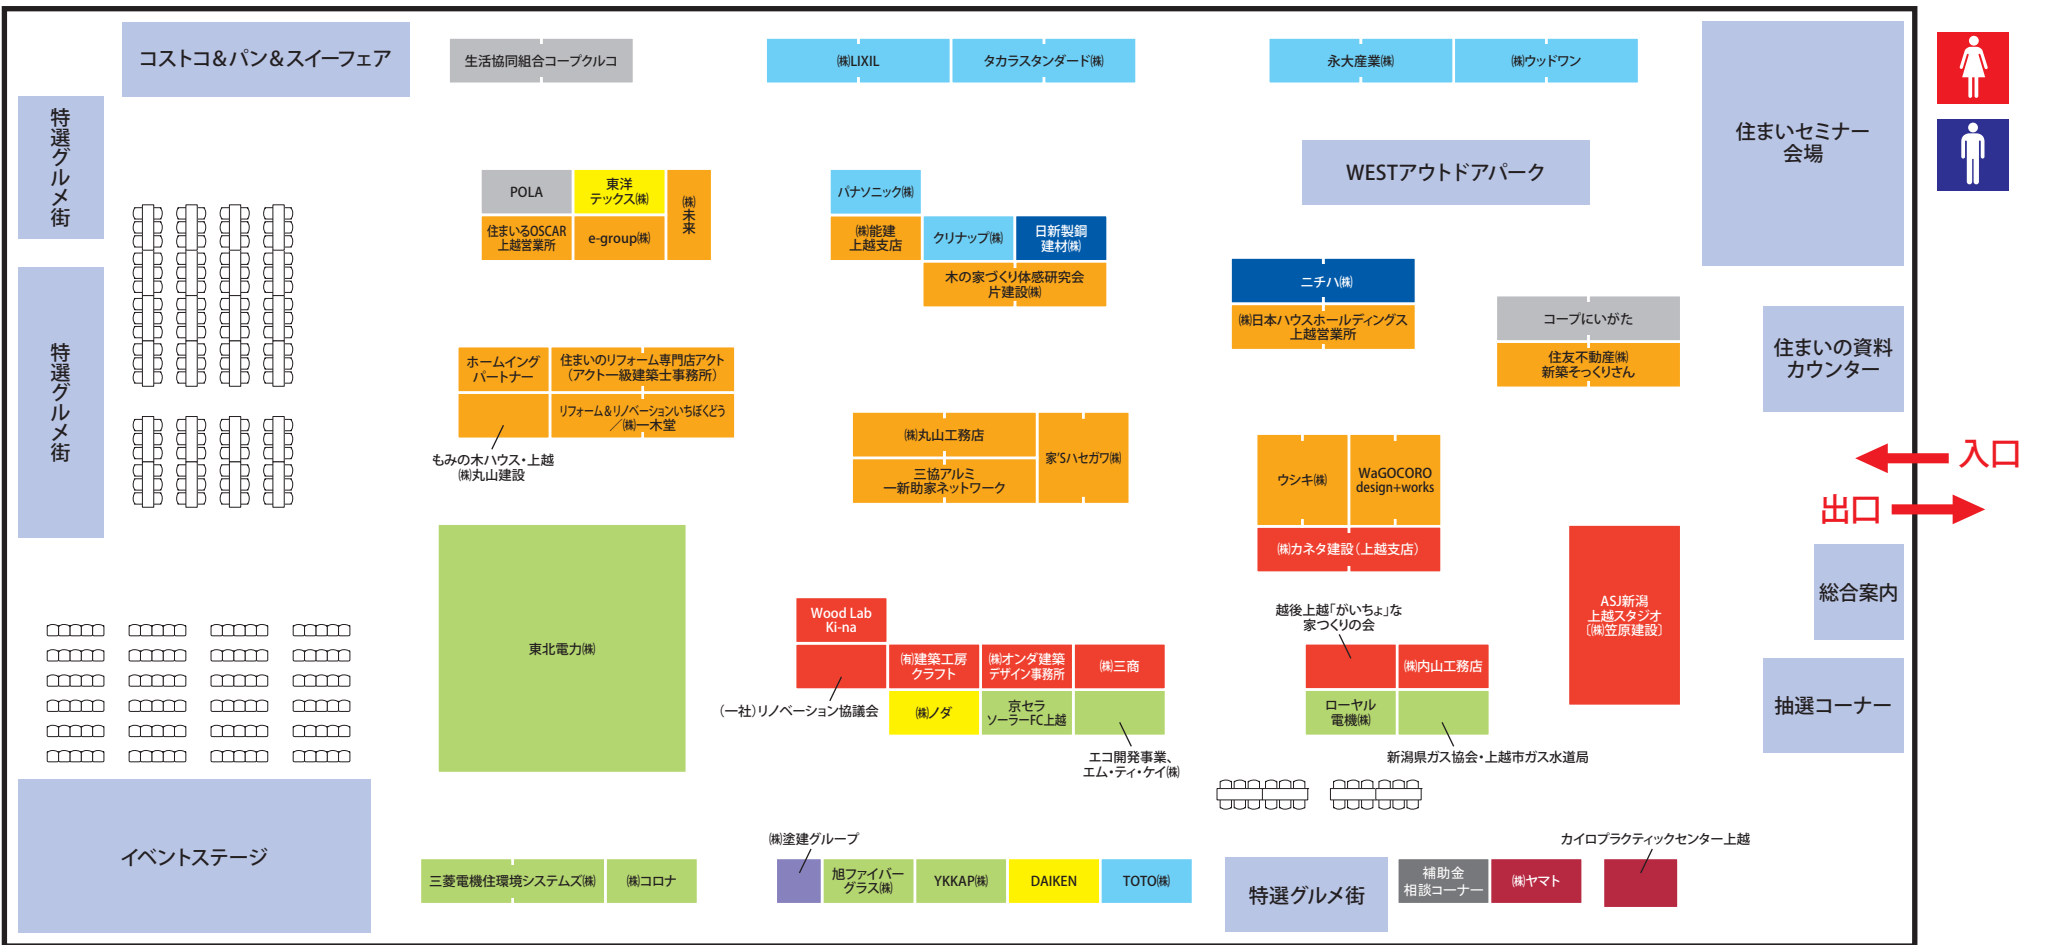 コストコ&パン&スイーフェア
生活協同組合コープクルコ
㈱LIXIL
タカラスタンダード㈱
永大産業㈱
㈱ウッドワン
住まいセミナー
会場
特選グルメ街
POLA
東洋
テックス㈱
㈱未来
住まいるOSCAR
上越営業所
e-group㈱
パナソニック㈱
㈱能建
上越支店
クリナップ㈱
日新製鋼
建材㈱
木の家づくり体感研究会
片建設㈱
WESTアウトドアパーク
ニチハ㈱
㈱日本ハウスホールディングス
上越営業所
コープにいがた
住友不動産㈱
新築そっくりさん
住まいの資料
カウンター
特選グルメ街
ホームイング
パートナー
住まいのリフォーム専門店アクト
(アクト一級建築士事務所)
リフォーム&リノベーションいちぼくどう
/㈱一木堂
もみの木ハウス・上越
㈱丸山建設
㈱丸山工務店
三協アルミ
一新助家ネットワーク
家'Sハセガワ㈱
ウシキ㈱
WaGOCORO
design+works
㈱カネタ建設(上越支店)
入口
出口
東北電力㈱
Wood Lab
Ki-na
(一社)リノベーション協議会
㈲建築工房
クラフト
㈱オンダ建築
デザイン事務所
㈱三商
㈱ノダ
京セラ
ソーラーFC上越
エコ開発事業、
エム・ティ・ケイ㈱
越後上越「がいちょ」な
家つくりの会
㈱内山工務店
ローヤル
電機㈱
新潟県ガス協会・上越市ガス水道局
ASJ新潟
上越スタジオ
〔㈱笠原建設〕
総合案内
抽選コーナー
イベントステージ
三菱電機住環境システムズ㈱
㈱コロナ
㈱塗建グループ
旭ファイバー
グラス㈱
YKKAP㈱
DAIKEN
TOTO㈱
特選グルメ街
補助金
相談コーナー
㈱ヤマト
カイロプラクティックセンター上越